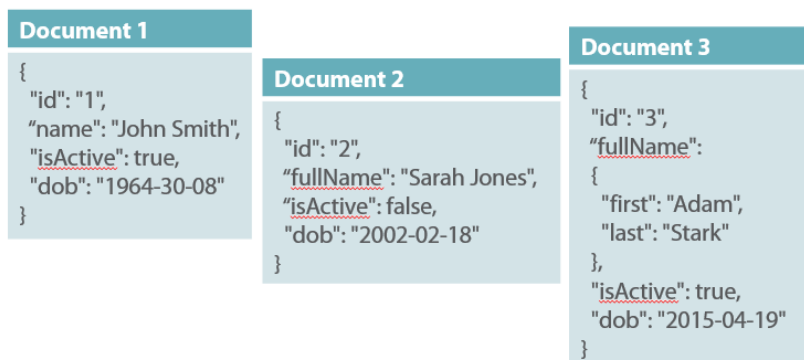 Document 1
{
"id": "1",
“name": "John Smith",
"isActive": true,
"dob": "1964-30-08"
}
Document 2
{
"id": "2",
“fullName": "Sarah Jones",
“isActive": false,
"dob": "2002-02-18"
}
Document 3
{
"id": "3",
“fullName":
{
"first": "Adam",
"last": "Stark"
},
"isActive": true,
"dob": "2015-04-19"
}